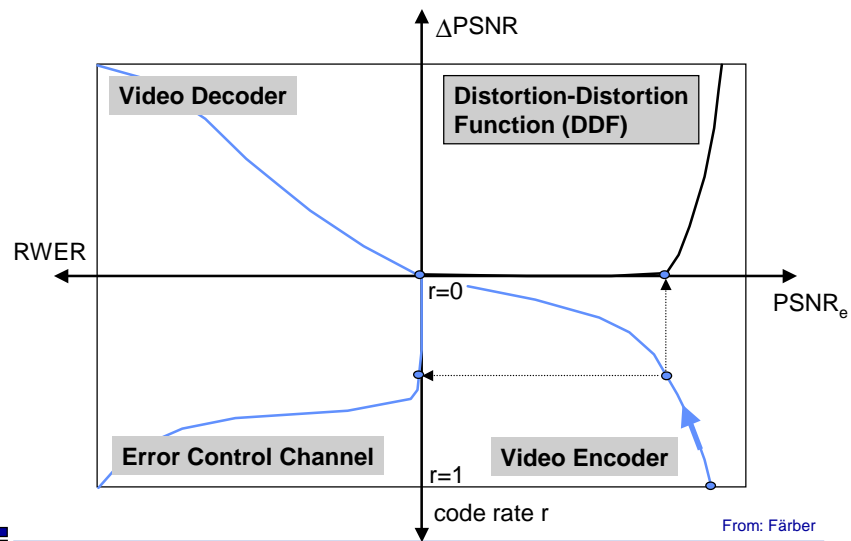 ΔPSNR
Video Decoder
Distortion-Distortion
Function (DDF)
RWER
r=0
PSNRe
Error Control Channel
Video Encoder
r=1
code rate r
From: Färber